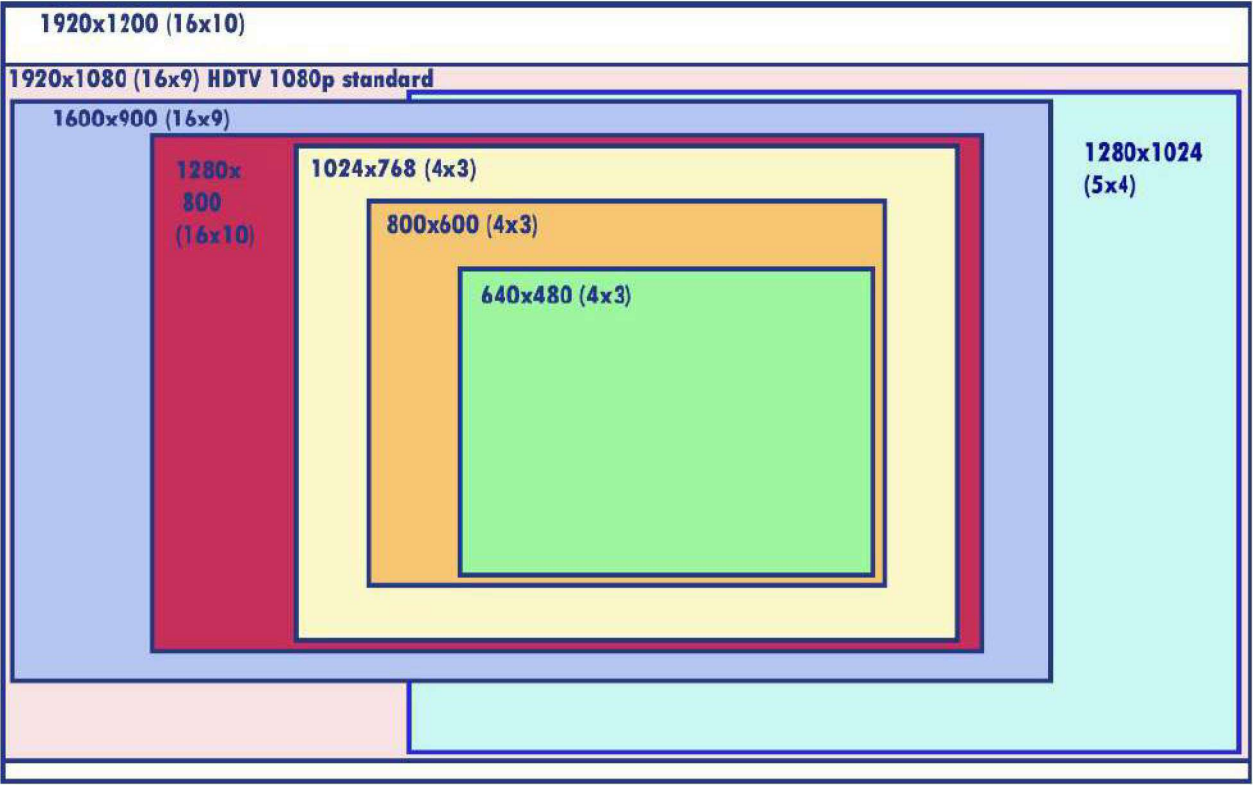 1920x1200 (16x10)
1920x1080 (16x9) HDTV 1080p standard
1600x900 (16x9)
1280x
800
(16x10)
1024x768 (4x3)
800x600 (4x3)
640x480 (4x3)
1280x1024
(5x4)